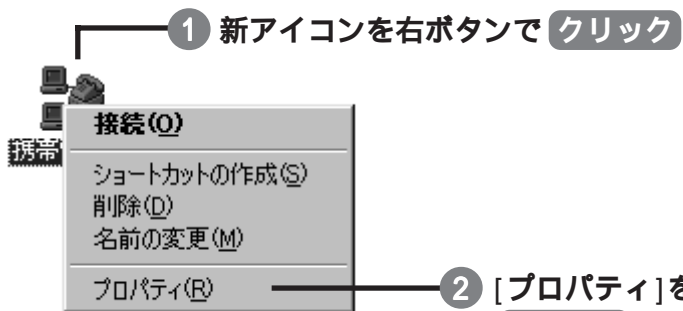 1 新アイコンを右ボタンで クリック
携帯
接続(O)
ショートカットの作成(S)
削除(D)
名前の変更(M)
プロパティ(R)
2 [プロパティ]を